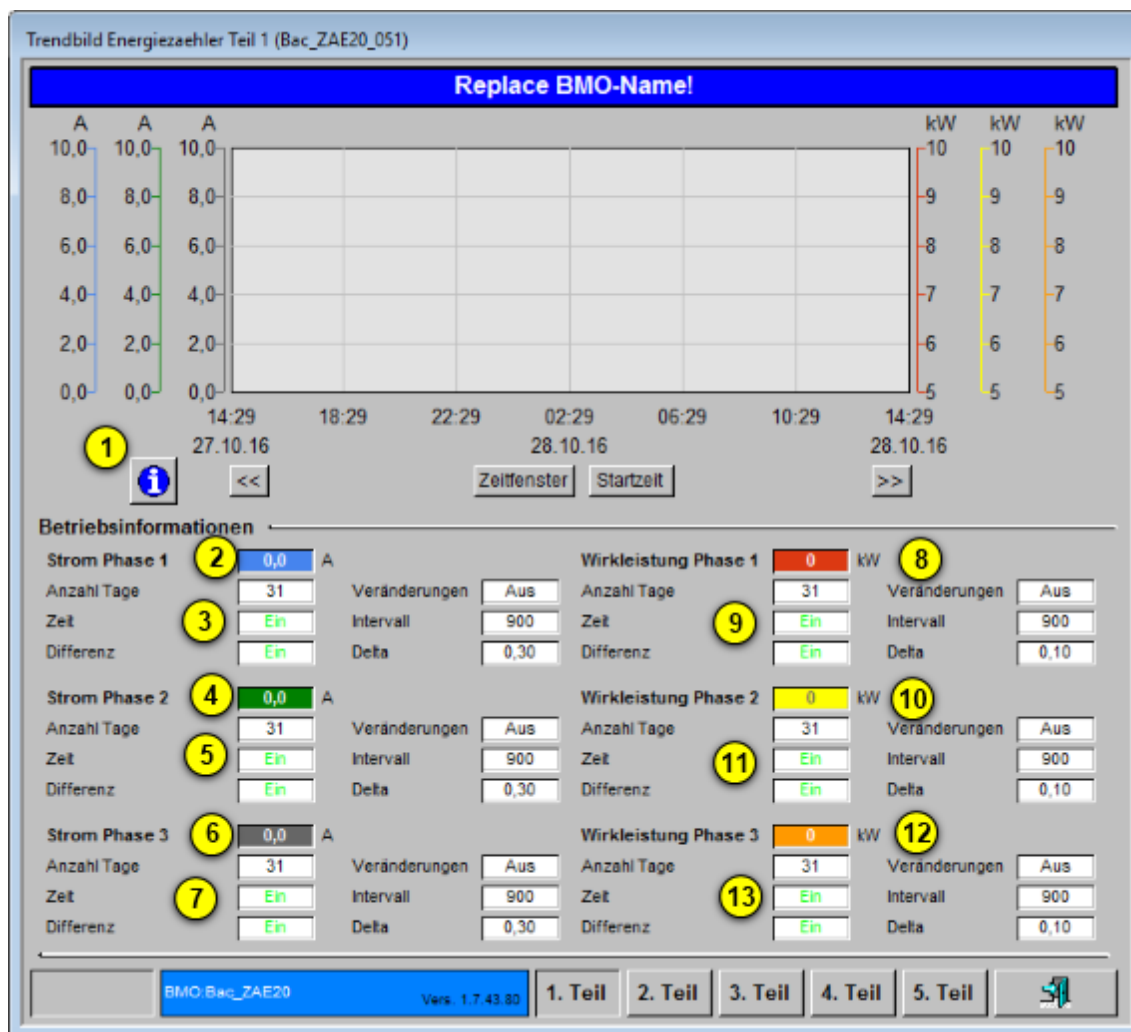 Trendbild Energiezaehler Teil 1 (Bac_ZAE20_051)
Replace BMO-Name!
A A A kW kW kW
10,0 10,0 10,0 10 10 10
8,0 8,0 8,0 9 9 9
6,0 6,0 6,0 8 8 8
4,0 4,0 4,0 7 7 7
2,0 2,0 2,0 6 6 6
0,0 0,0 0,0 5 5 5
14:29 18:29 22:29 02:29 06:29 10:29 14:29
27.10.16 28.10.16 28.10.16
1
i << Zeitfenster Startzeit >>
Betriebsinformationen
Strom Phase 1 2 0,0 A Wirkleistung Phase 1 0 kW 8
Anzahl Tage 31 Veränderungen Aus Anzahl Tage 31 Veränderungen Aus
Zeit 3 Ein Intervall 900 Zeit 9 Ein Intervall 900
Differenz Ein Delta 0,30 Differenz Ein Delta 0,10
Strom Phase 2 4 0,0 A Wirkleistung Phase 2 0 kW 10
Anzahl Tage 31 Veränderungen Aus Anzahl Tage 31 Veränderungen Aus
Zeit 5 Ein Intervall 900 Zeit 11 Ein Intervall 900
Differenz Ein Delta 0,30 Differenz Ein Delta 0,10
Strom Phase 3 6 0,0 A Wirkleistung Phase 3 0 kW 12
Anzahl Tage 31 Veränderungen Aus Anzahl Tage 31 Veränderungen Aus
Zeit 7 Ein Intervall 900 Zeit 13 Ein Intervall 900
Differenz Ein Delta 0,30 Differenz Ein Delta 0,10
BMO:Bac_ZAE20 Vers. 1.7.43.80 1. Teil 2. Teil 3. Teil 4. Teil 5. Teil